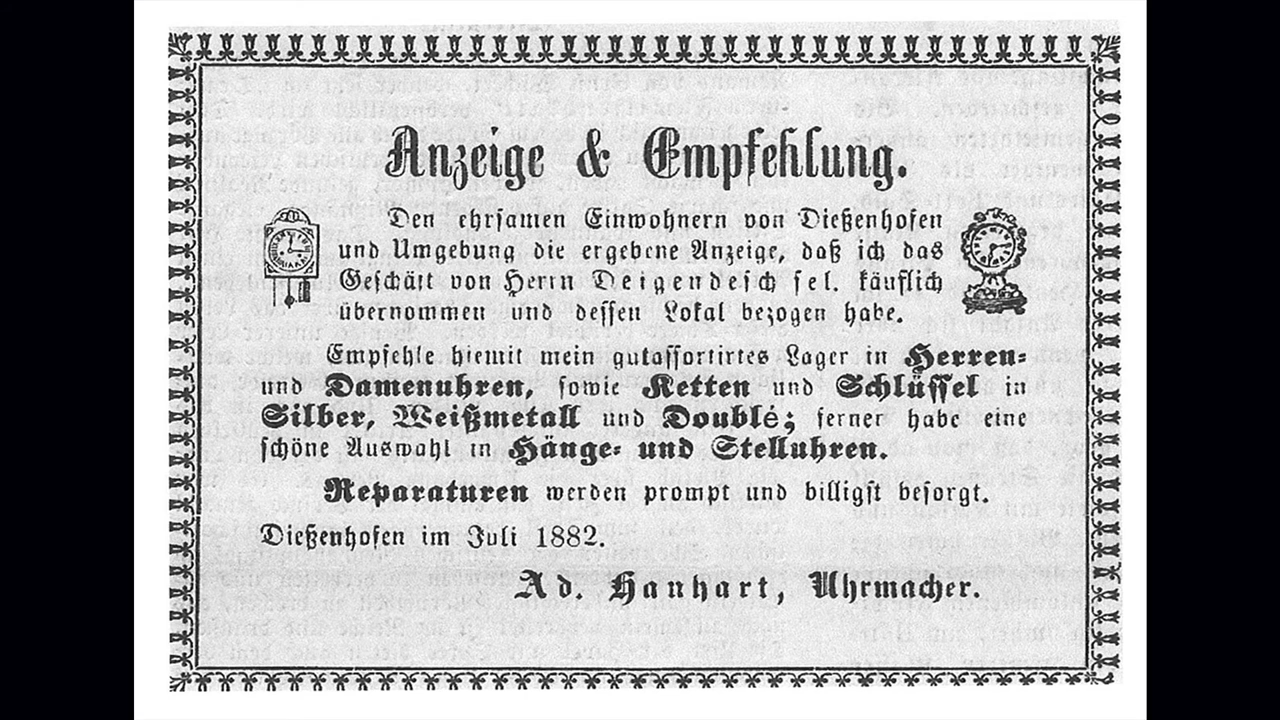 Anzeige & Empfehlung.
Den ehrsamen Einwohnern von Dießenhofen
und Umgebung die ergebene Anzeige, daß ich das
Geschäft von Herrn Deigendesch sel. käuflich
übernommen und dessen Lokal bezogen habe.
Empfehle hiemit mein gutassortirtes Lager in Herren-
und Damenuhren, sowie Ketten und Schlüssel in
Silber, Weißmetall und Doublé; ferner habe eine
schöne Auswahl in Hänge- und Stelluhren.
Reparaturen werden prompt und billigst besorgt.
Dießenhofen im Juli 1882.
Ad. Hanhart, Uhrmacher.